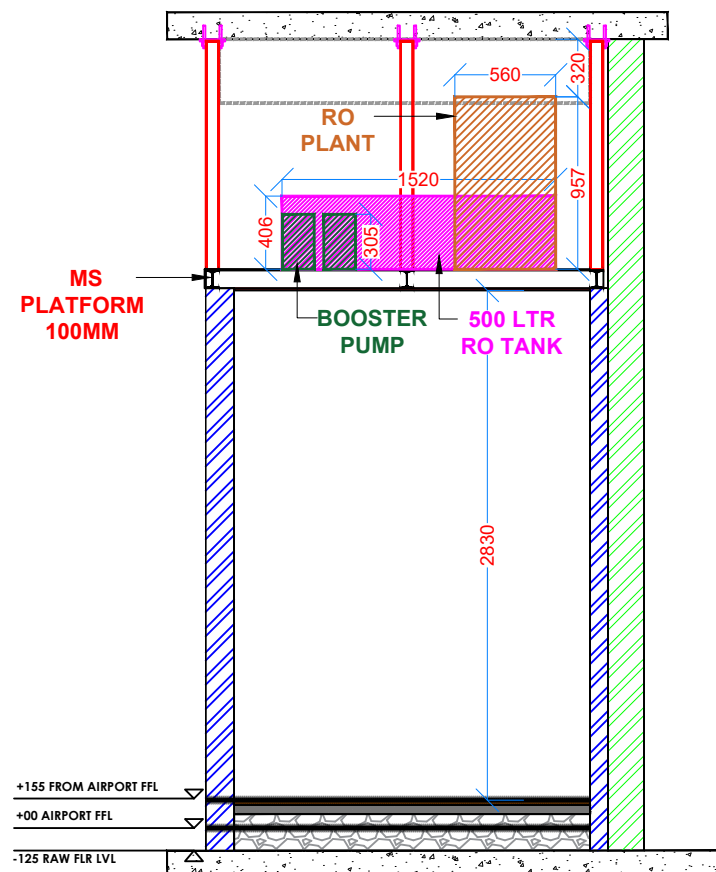 320
560
RO
PLANT
1520
957
406
305
MS
PLATFORM
100MM
BOOSTER
PUMP
500 LTR
RO TANK
2830
+155 FROM AIRPORT FFL
+00 AIRPORT FFL
-125 RAW FLR LVL